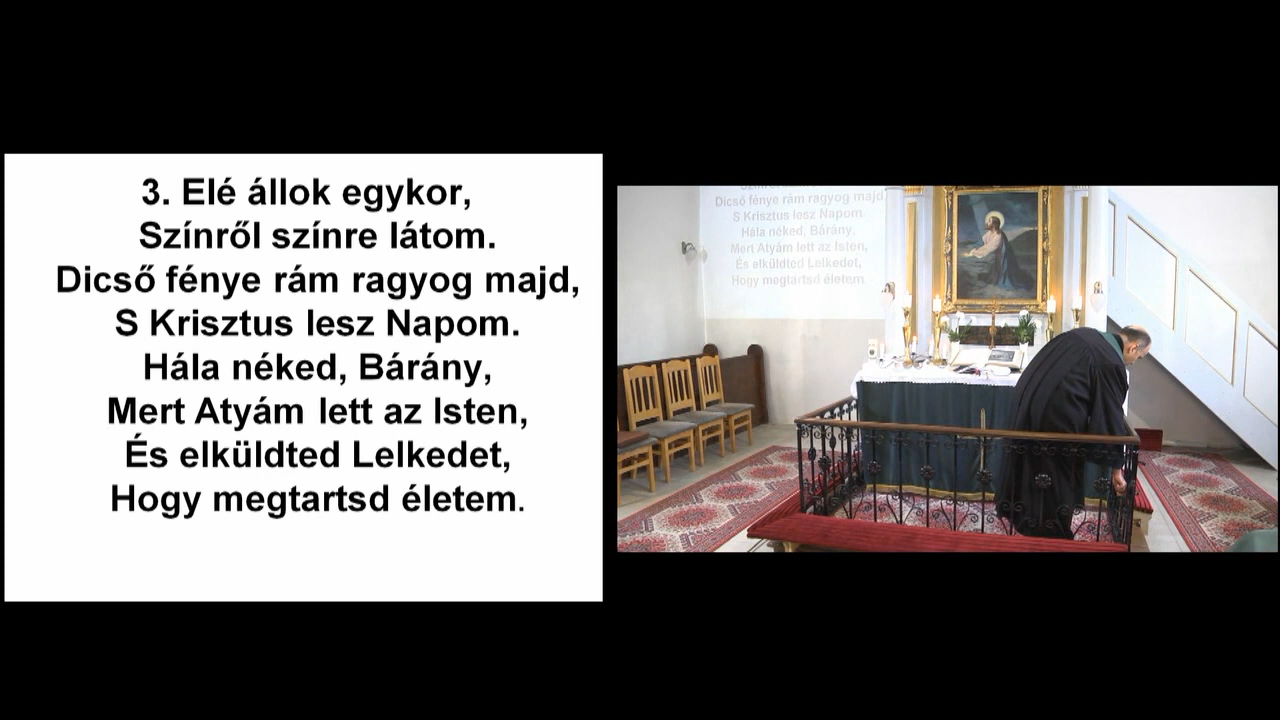 3. Elé állok egykor,
Színről színre látom.
Dicső fénye rám ragyog majd,
S Krisztus lesz Napom.
Hála néked, Bárány,
Mert Atyám lett az Isten,
És elküldted Lelkedet,
Hogy megtartsd életem.
Dicső fénye rám ragyog majd
S Krisztus lesz Napom.
Hála néked, Bárány,
Mert Atyám lett az Isten,
És elküldted Lelkedet,
Hogy megtartsd életem.